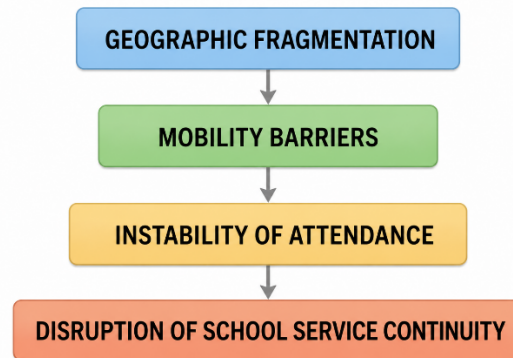 GEOGRAPHIC FRAGMENTATION
MOBILITY BARRIERS
INSTABILITY OF ATTENDANCE
DISRUPTION OF SCHOOL SERVICE CONTINUITY